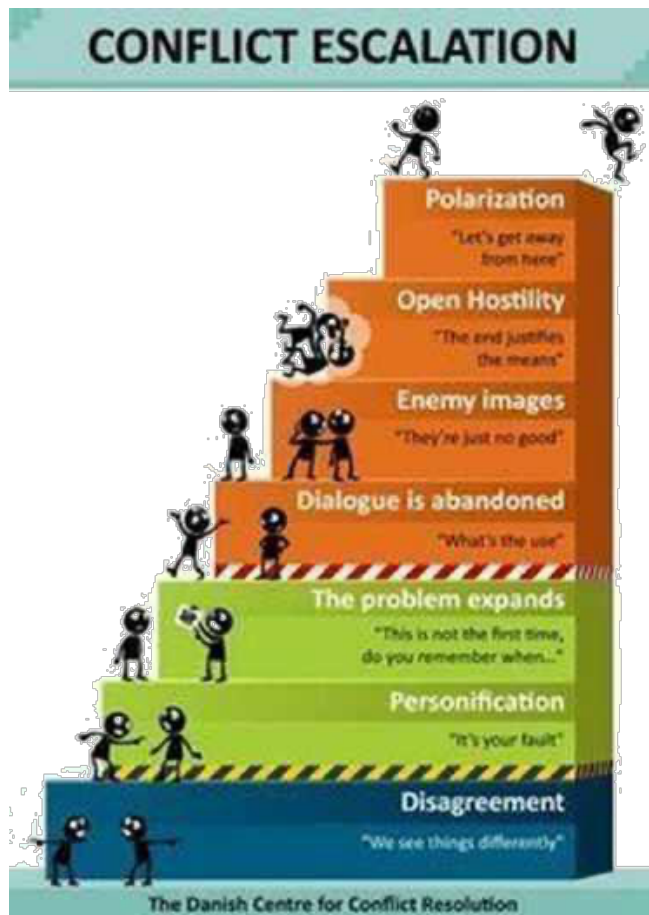 CONFLICT ESCALATION
Polarization
"Let's get away
from here"
Open Hostility
"The end justifies
the means"
Enemy images
"They're just no good"
Dialogue is abandoned
"What's the use"
The problem expands
"This is not the first time,
do you remember when..."
Personification
"It's your fault"
Disagreement
"We see things differently"
The Danish Centre for Conflict Resolution